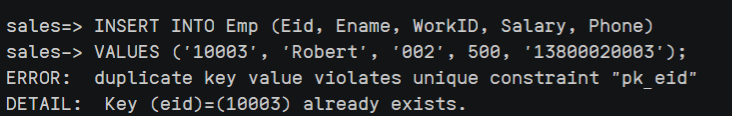 sales=> INSERT INTO Emp (Eid, Ename, WorkID, Salary, Phone)
sales-> VALUES ('10003', 'Robert', '002', 500, '13800020003');
ERROR:  duplicate key value violates unique constraint "pk_eid"
DETAIL:  Key (eid)=(10003) already exists.